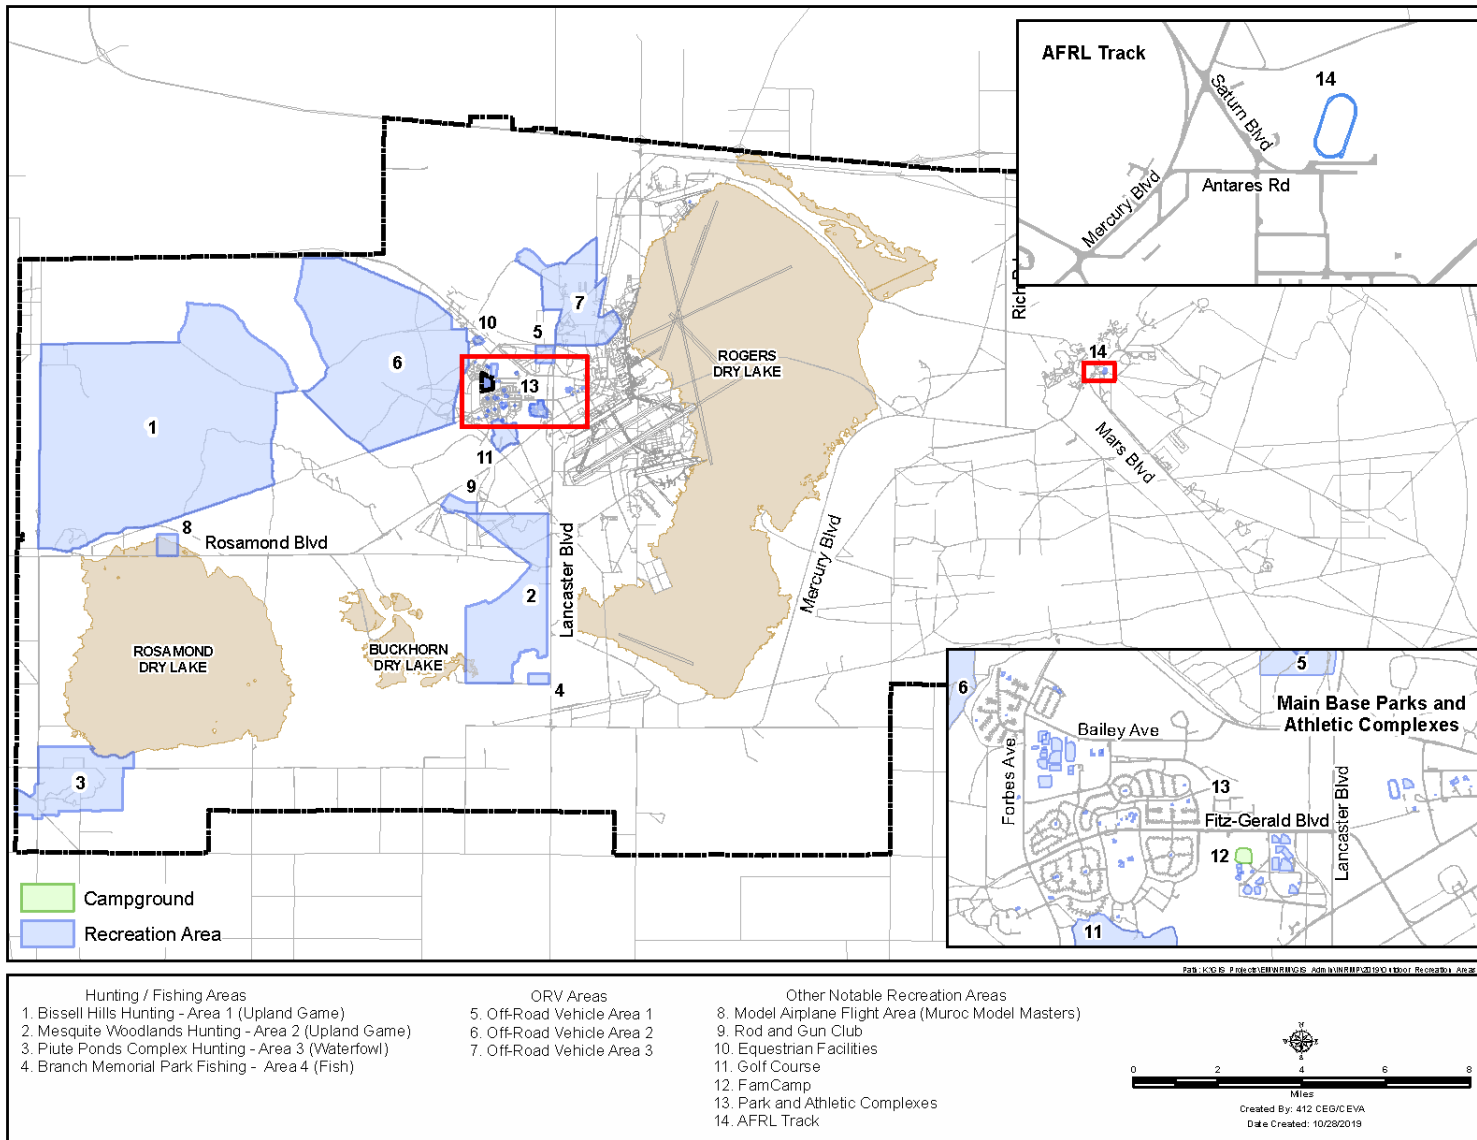 AFRL Track
14
Saturn Blvd
Mercury Blvd
Antares Rd
7
10
5
6
ROGERS
DRY LAKE
14
13
1
11
Mars Blvd
9
8
Rosamond Blvd
Lancaster Blvd
Mercury Blvd
2
ROSAMOND
DRY LAKE
BUCKHORN
DRY LAKE
4
3
6
5
Main Base Parks and
Athletic Complexes
Bailey Ave
Forbes Ave
13
Fitz-Gerald Blvd
Lancaster Blvd
12
11
Campground
Recreation Area
Hunting / Fishing Areas
1. Bissell Hills Hunting - Area 1 (Upland Game)
2. Mesquite Woodlands Hunting - Area 2 (Upland Game)
3. Piute Ponds Complex Hunting - Area 3 (Waterfowl)
4. Branch Memorial Park Fishing - Area 4 (Fish)
ORV Areas
5. Off-Road Vehicle Area 1
6. Off-Road Vehicle Area 2
7. Off-Road Vehicle Area 3
Other Notable Recreation Areas
8. Model Airplane Flight Area (Muroc Model Masters)
9. Rod and Gun Club
10. Equestrian Facilities
11. Golf Course
12. FamCamp
13. Park and Athletic Complexes
14. AFRL Track
N
0 2 4 6 8
Miles
Created By: 412 CEG/CEVA
Date Created: 10/28/2019